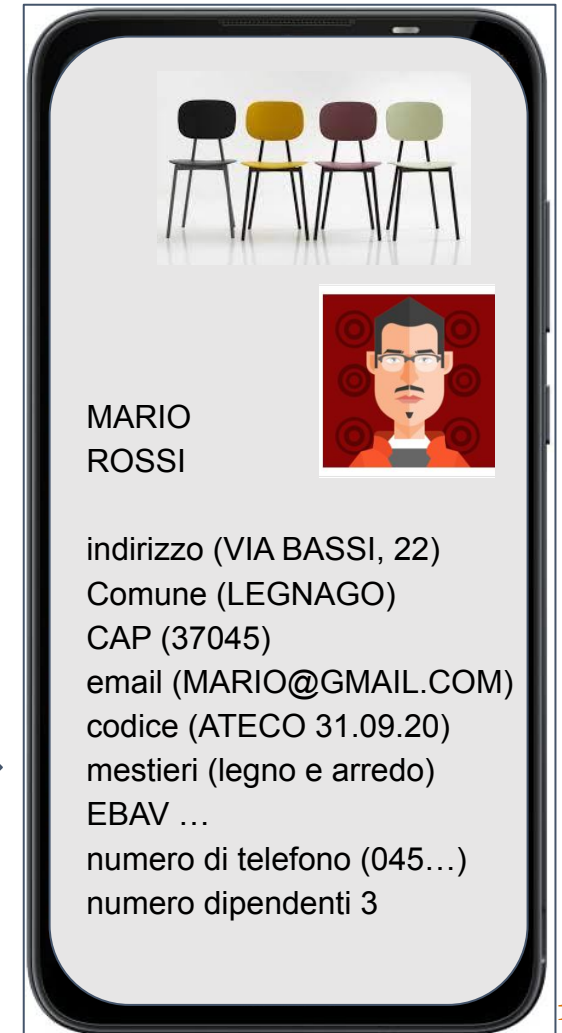 MARIO
ROSSI
indirizzo (VIA BASSI, 22)
Comune (LEGNAGO)
CAP (37045)
email (MARIO@GMAIL.COM)
codice (ATECO 31.09.20)
mestieri (legno e arredo)
EBAV …
numero di telefono (045…)
numero dipendenti 3